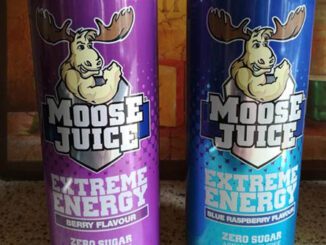 MOOSE
JUICE
EXTREME
ENERGY
BERRY FLAVOUR
ZERO SUGAR
MOOSE
JUICE
EXTREME
ENERGY
BLUE RASPBERRY FLAVOUR
ZERO SUGAR